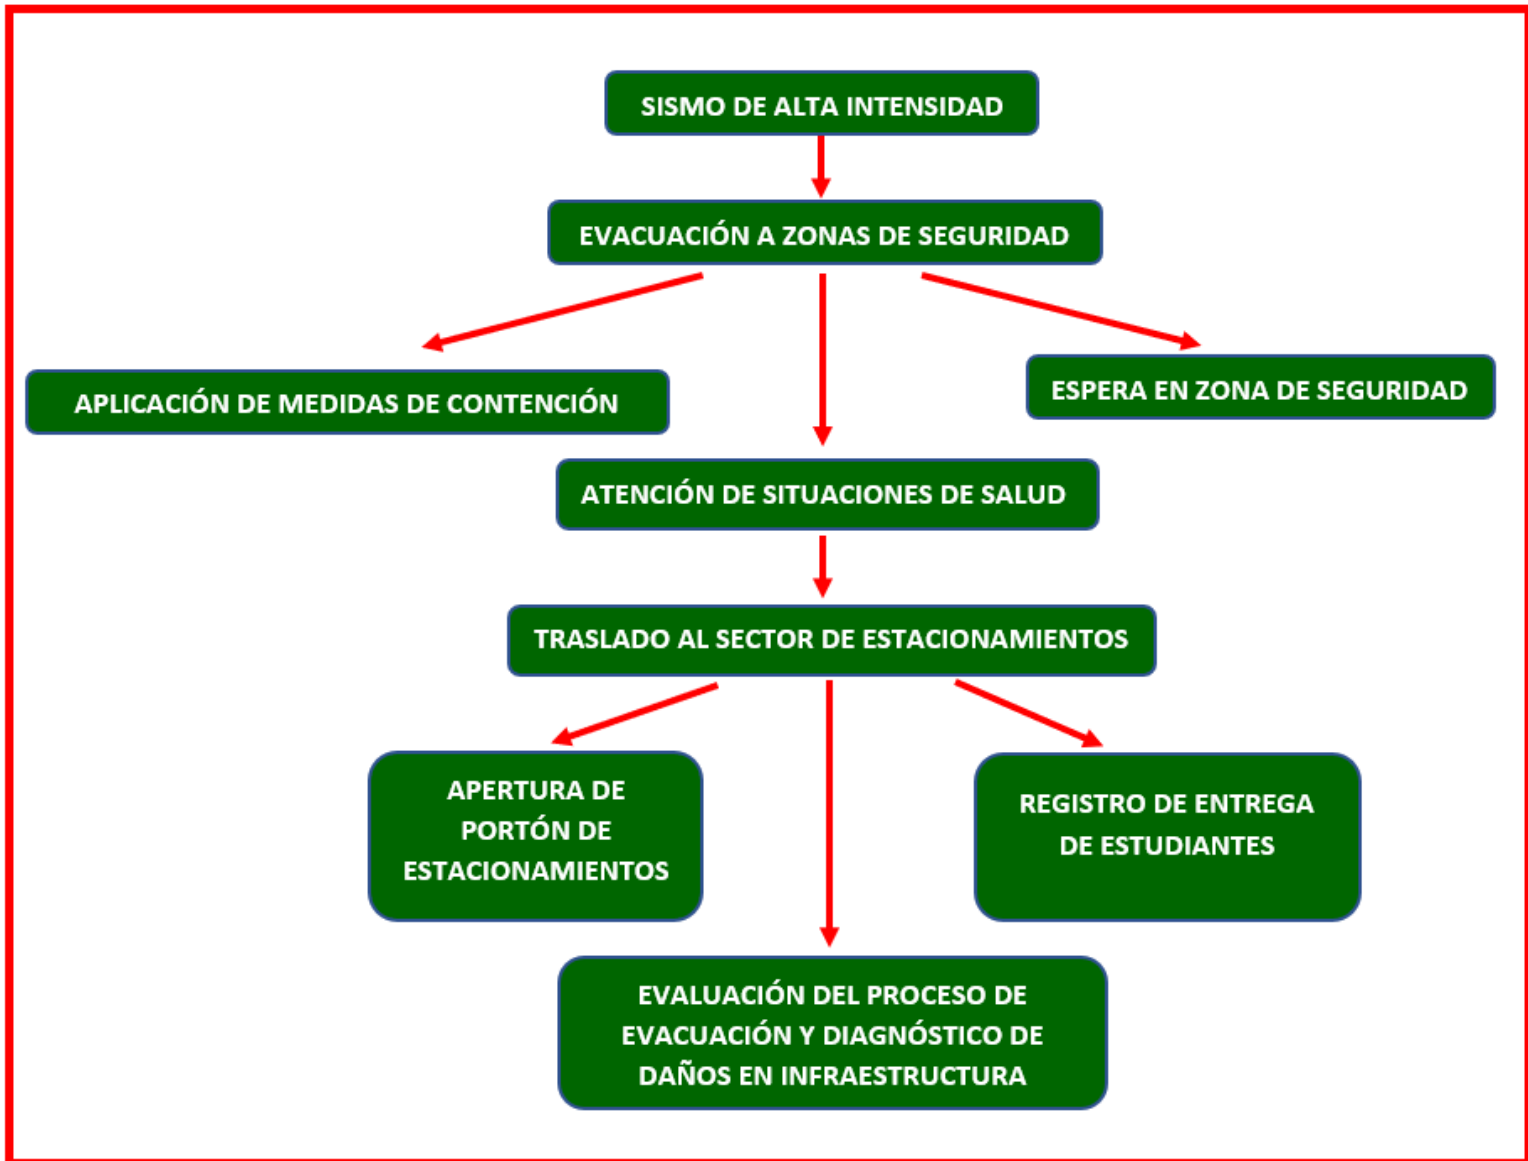 SISMO DE ALTA INTENSIDAD
EVACUACIÓN A ZONAS DE SEGURIDAD
APLICACIÓN DE MEDIDAS DE CONTENCIÓN
ESPERA EN ZONA DE SEGURIDAD
ATENCIÓN DE SITUACIONES DE SALUD
TRASLADO AL SECTOR DE ESTACIONAMIENTOS
APERTURA DE
PORTÓN DE
ESTACIONAMIENTOS
REGISTRO DE ENTREGA
DE ESTUDIANTES
EVALUACIÓN DEL PROCESO DE
EVACUACIÓN Y DIAGNÓSTICO DE
DAÑOS EN INFRAESTRUCTURA